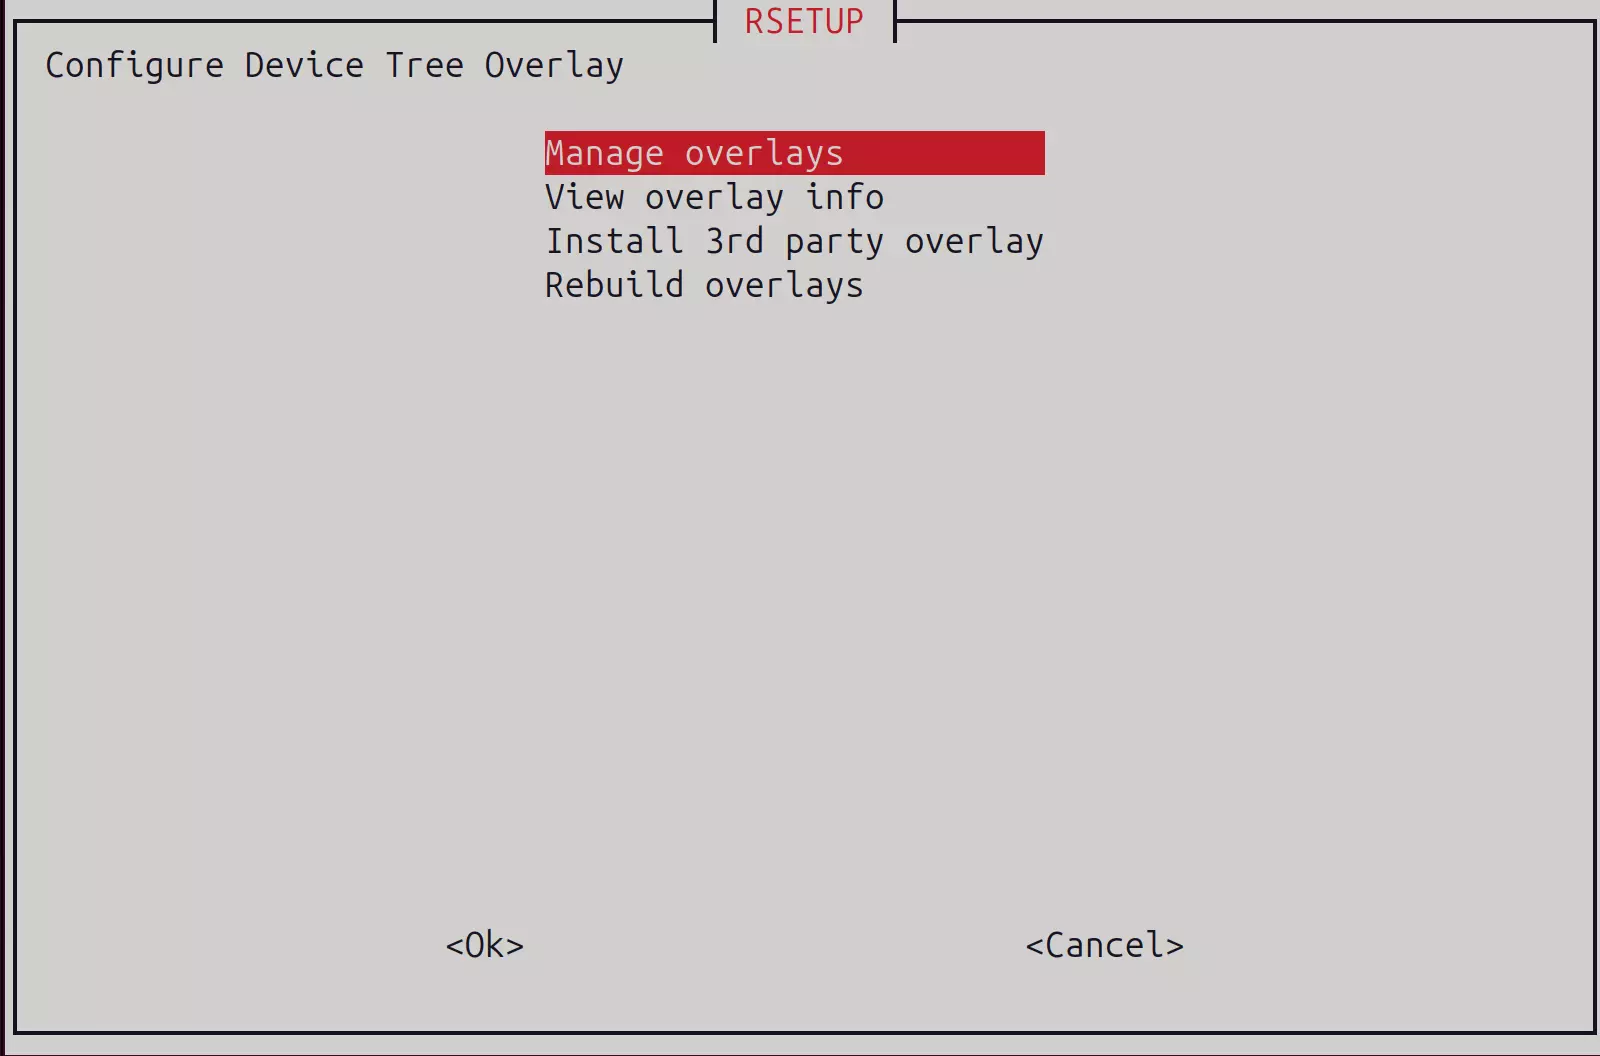 RSETUP
Configure Device Tree Overlay
Manage overlays
View overlay info
Install 3rd party overlay
Rebuild overlays
<Ok> <Cancel>